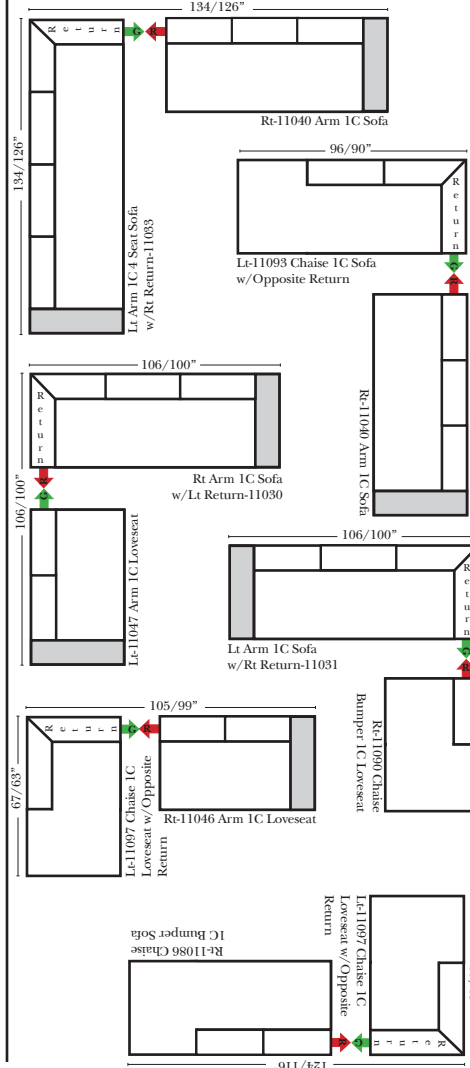 134/126”
Return
G R
Rt-11040 Arm 1C Sofa
134/126”
Lt Arm 1C 4 Seat Sofa
w/Rt Return-11033
96/90”
Return
Lt-11093 Chaise 1C Sofa
w/Opposite Return
G
R
Rt-11040 Arm 1C Sofa
106/100”
Return
Rt Arm 1C Sofa
w/Lt Return-11030
R
G
106/100”
Lt-11047 Arm 1C Loveseat
106/100”
Return
Lt Arm 1C Sofa
w/Rt Return-11031
G
R
Rt-11090 Chaise
Bumper 1C Loveseat
105/99”
Return
G R
67/63”
Lt-11097 Chaise 1C
Loveseat w/Opposite
Return
Rt-11046 Arm 1C Loveseat
Rt-11086 Chaise
1C Bumper Sofa
Lt-11097 Chaise 1C
Loveseat w/Opposite
Return
R G
Return
124/116